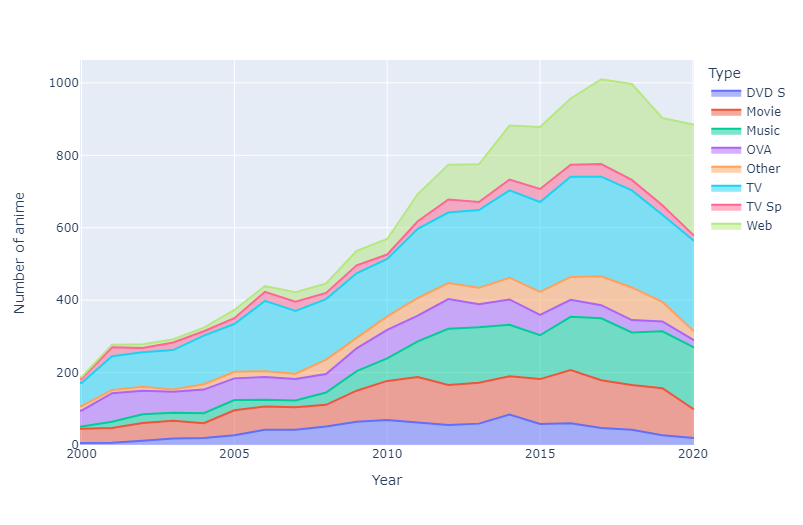 Type
DVD S
Movie
Music
OVA
Other
TV
TV Sp
Web
Number of anime
1000
800
600
400
200
0
2000
2005
2010
2015
2020
Year